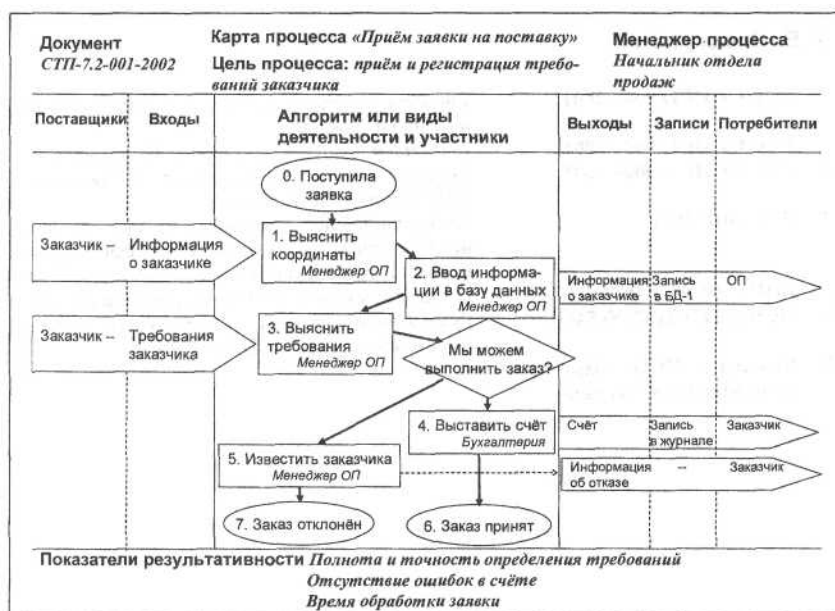 Документ
СТП-7.2-001-2002
Карта процесса «Приём заявки на поставку»
Цель процесса: приём и регистрация требо-
ваний заказчика
Менеджер процесса
Начальник отдела
продаж
Поставщики
Входы
Алгоритм или виды
деятельности и участники
Выходы
Записи
Потребители
0. Поступила
заявка
Заказчик –
Информация
о заказчике
1. Выяснить
координаты
Менеджер ОП
2. Ввод информа-
ции в базу данных
Менеджер ОП
Информация
о заказчике
Запись
в БД-1
ОП
Заказчик –
Требования
заказчика
3. Выяснить
требования
Менеджер ОП
Мы можем
выполнить заказ?
4. Выставить счёт
Бухгалтерия
Счёт
Запись
в журнале
Заказчик
5. Известить заказчика
Менеджер ОП
Информация
об отказе
–
Заказчик
7. Заказ отклонён
6. Заказ принят
Показатели результативности Полнота и точность определения требований
Отсутствие ошибок в счёте
Время обработки заявки